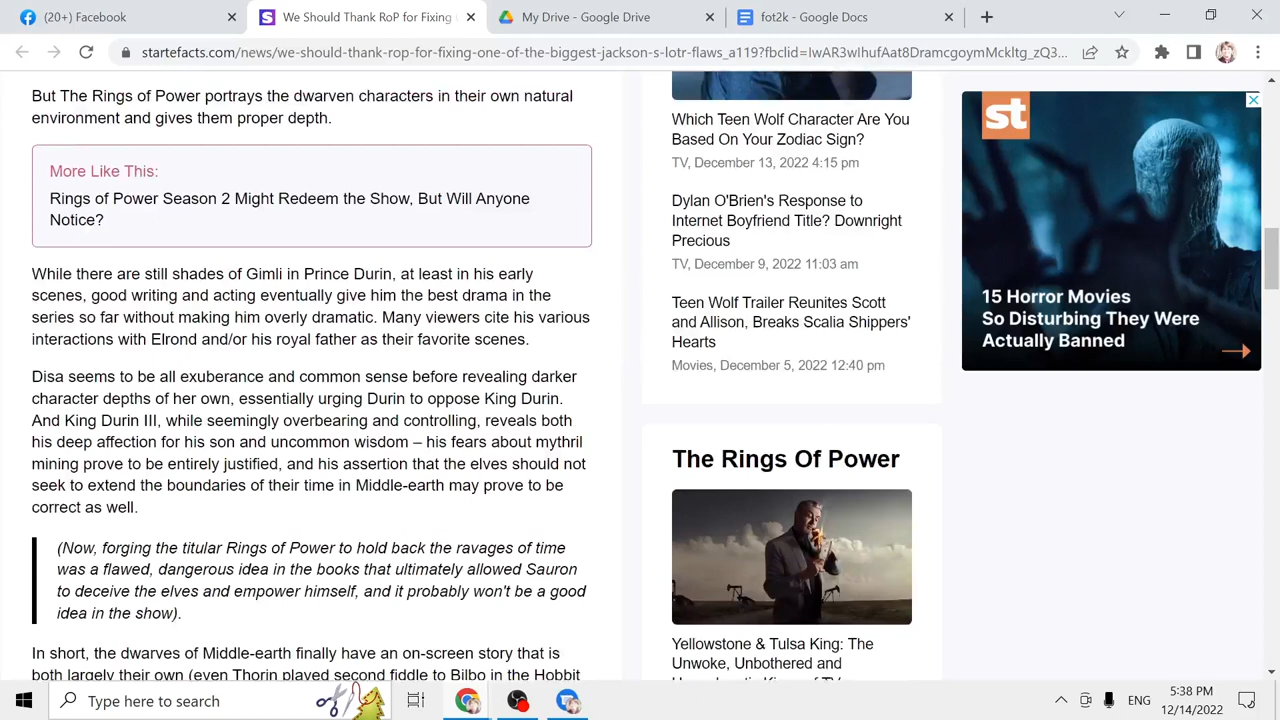 (20+) Facebook
We Should Thank RoP for Fixing
My Drive - Google Drive
fot2k - Google Docs
startefacts.com/news/we-should-thank-rop-for-fixing-one-of-the-biggest-jackson-s-lotr-flaws_a119?fbclid=IwAR3wIhufAat8DramcgoymMckltg_zQ3...
But The Rings of Power portrays the dwarven characters in their own natural
environment and gives them proper depth.
More Like This:
Rings of Power Season 2 Might Redeem the Show, But Will Anyone
Notice?
While there are still shades of Gimli in Prince Durin, at least in his early
scenes, good writing and acting eventually give him the best drama in the
series so far without making him overly dramatic. Many viewers cite his various
interactions with Elrond and/or his royal father as their favorite scenes.
Disa seems to be all exuberance and common sense before revealing darker
character depths of her own, essentially urging Durin to oppose King Durin.
And King Durin III, while seemingly overbearing and controlling, reveals both
his deep affection for his son and uncommon wisdom – his fears about mythril
mining prove to be entirely justified, and his assertion that the elves should not
seek to extend the boundaries of their time in Middle-earth may prove to be
correct as well.
(Now, forging the titular Rings of Power to hold back the ravages of time
was a flawed, dangerous idea in the books that ultimately allowed Sauron
to deceive the elves and empower himself, and it probably won't be a good
idea in the show).
In short, the dwarves of Middle-earth finally have an on-screen story that is
both largely their own (even Thorin played second fiddle to Bilbo in the Hobbit
Which Teen Wolf Character Are You
Based On Your Zodiac Sign?
TV, December 13, 2022 4:15 pm
Dylan O'Brien's Response to
Internet Boyfriend Title? Downright
Precious
TV, December 9, 2022 11:03 am
Teen Wolf Trailer Reunites Scott
and Allison, Breaks Scalia Shippers'
Hearts
Movies, December 5, 2022 12:40 pm
The Rings Of Power
Yellowstone & Tulsa King: The
Unwoke, Unbothered and
st
15 Horror Movies
So Disturbing They Were
Actually Banned
Type here to search
ENG
5:38 PM
12/14/2022